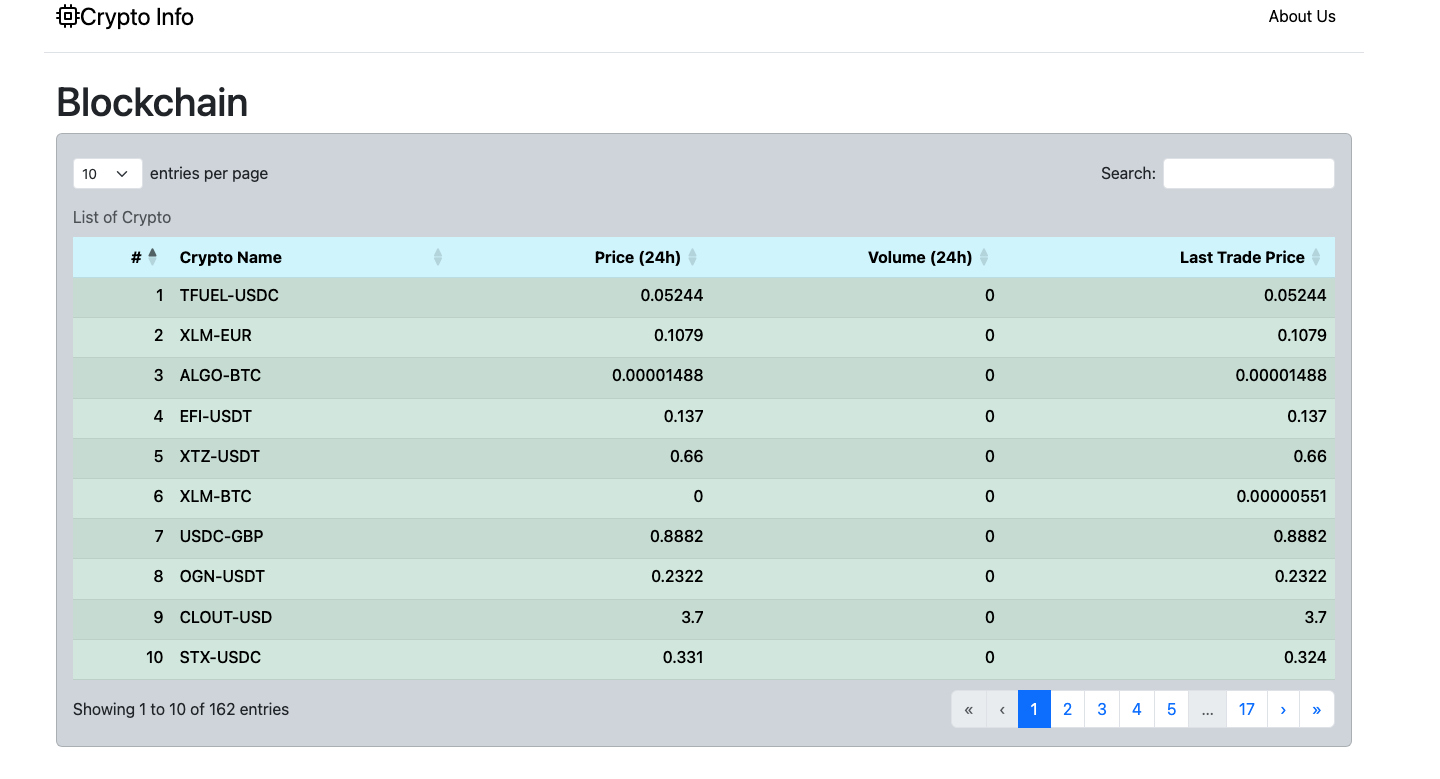 Crypto Info About Us
Blockchain
10 entries per page Search:
List of Crypto
# Crypto Name Price (24h) Volume (24h) Last Trade Price
1 TFUEL-USDC 0.05244 0 0.05244
2 XLM-EUR 0.1079 0 0.1079
3 ALGO-BTC 0.00001488 0 0.00001488
4 EFI-USDT 0.137 0 0.137
5 XTZ-USDT 0.66 0 0.66
6 XLM-BTC 0 0 0.00000551
7 USDC-GBP 0.8882 0 0.8882
8 OGN-USDT 0.2322 0 0.2322
9 CLOUT-USD 3.7 0 3.7
10 STX-USDC 0.331 0 0.324
Showing 1 to 10 of 162 entries « ‹ 1 2 3 4 5 … 17 › »